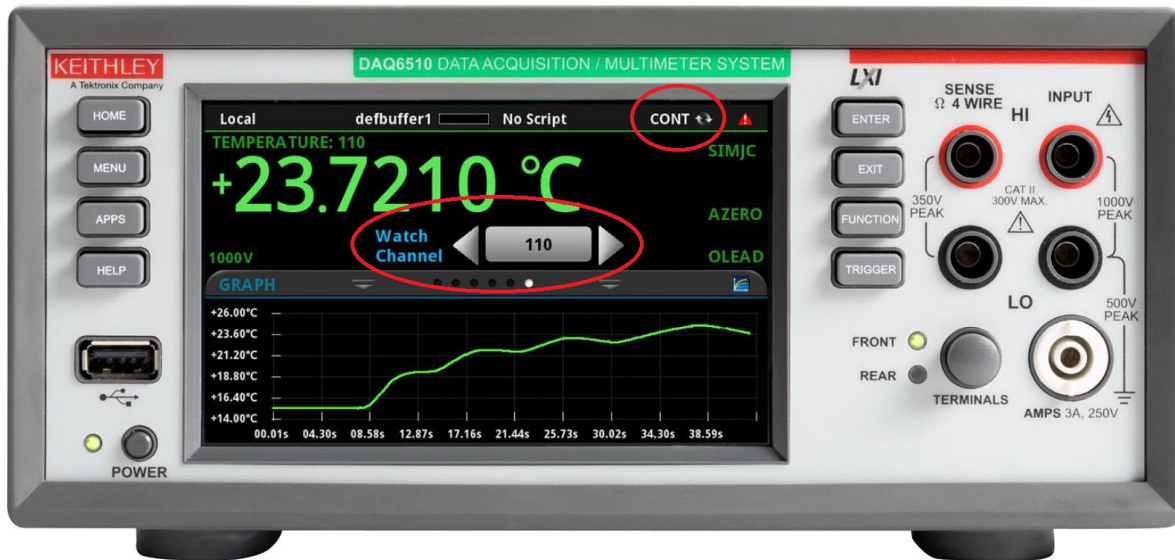 KEITHLEY
A Tektronix Company
DAQ6510 DATA ACQUISITION / MULTIMETER SYSTEM
LXI
HOME
MENU
APPS
HELP
POWER
Local defbuffer1 No Script CONT
TEMPERATURE: 110
+23.7210 °C
SIMJC
AZERO
Watch
Channel
110
1000V
OLEAD
GRAPH
+26.00°C
+23.60°C
+21.20°C
+18.80°C
+16.40°C
+14.00°C
00.01s 04.30s 08.58s 12.87s 17.16s 21.44s 25.73s 30.02s 34.30s 38.59s
ENTER
EXIT
FUNCTION
TRIGGER
SENSE
Ω 4 WIRE
HI
INPUT
350V
PEAK
CAT II
300V MAX.
1000V
PEAK
LO
500V
PEAK
FRONT
REAR
TERMINALS
AMPS 3A, 250V